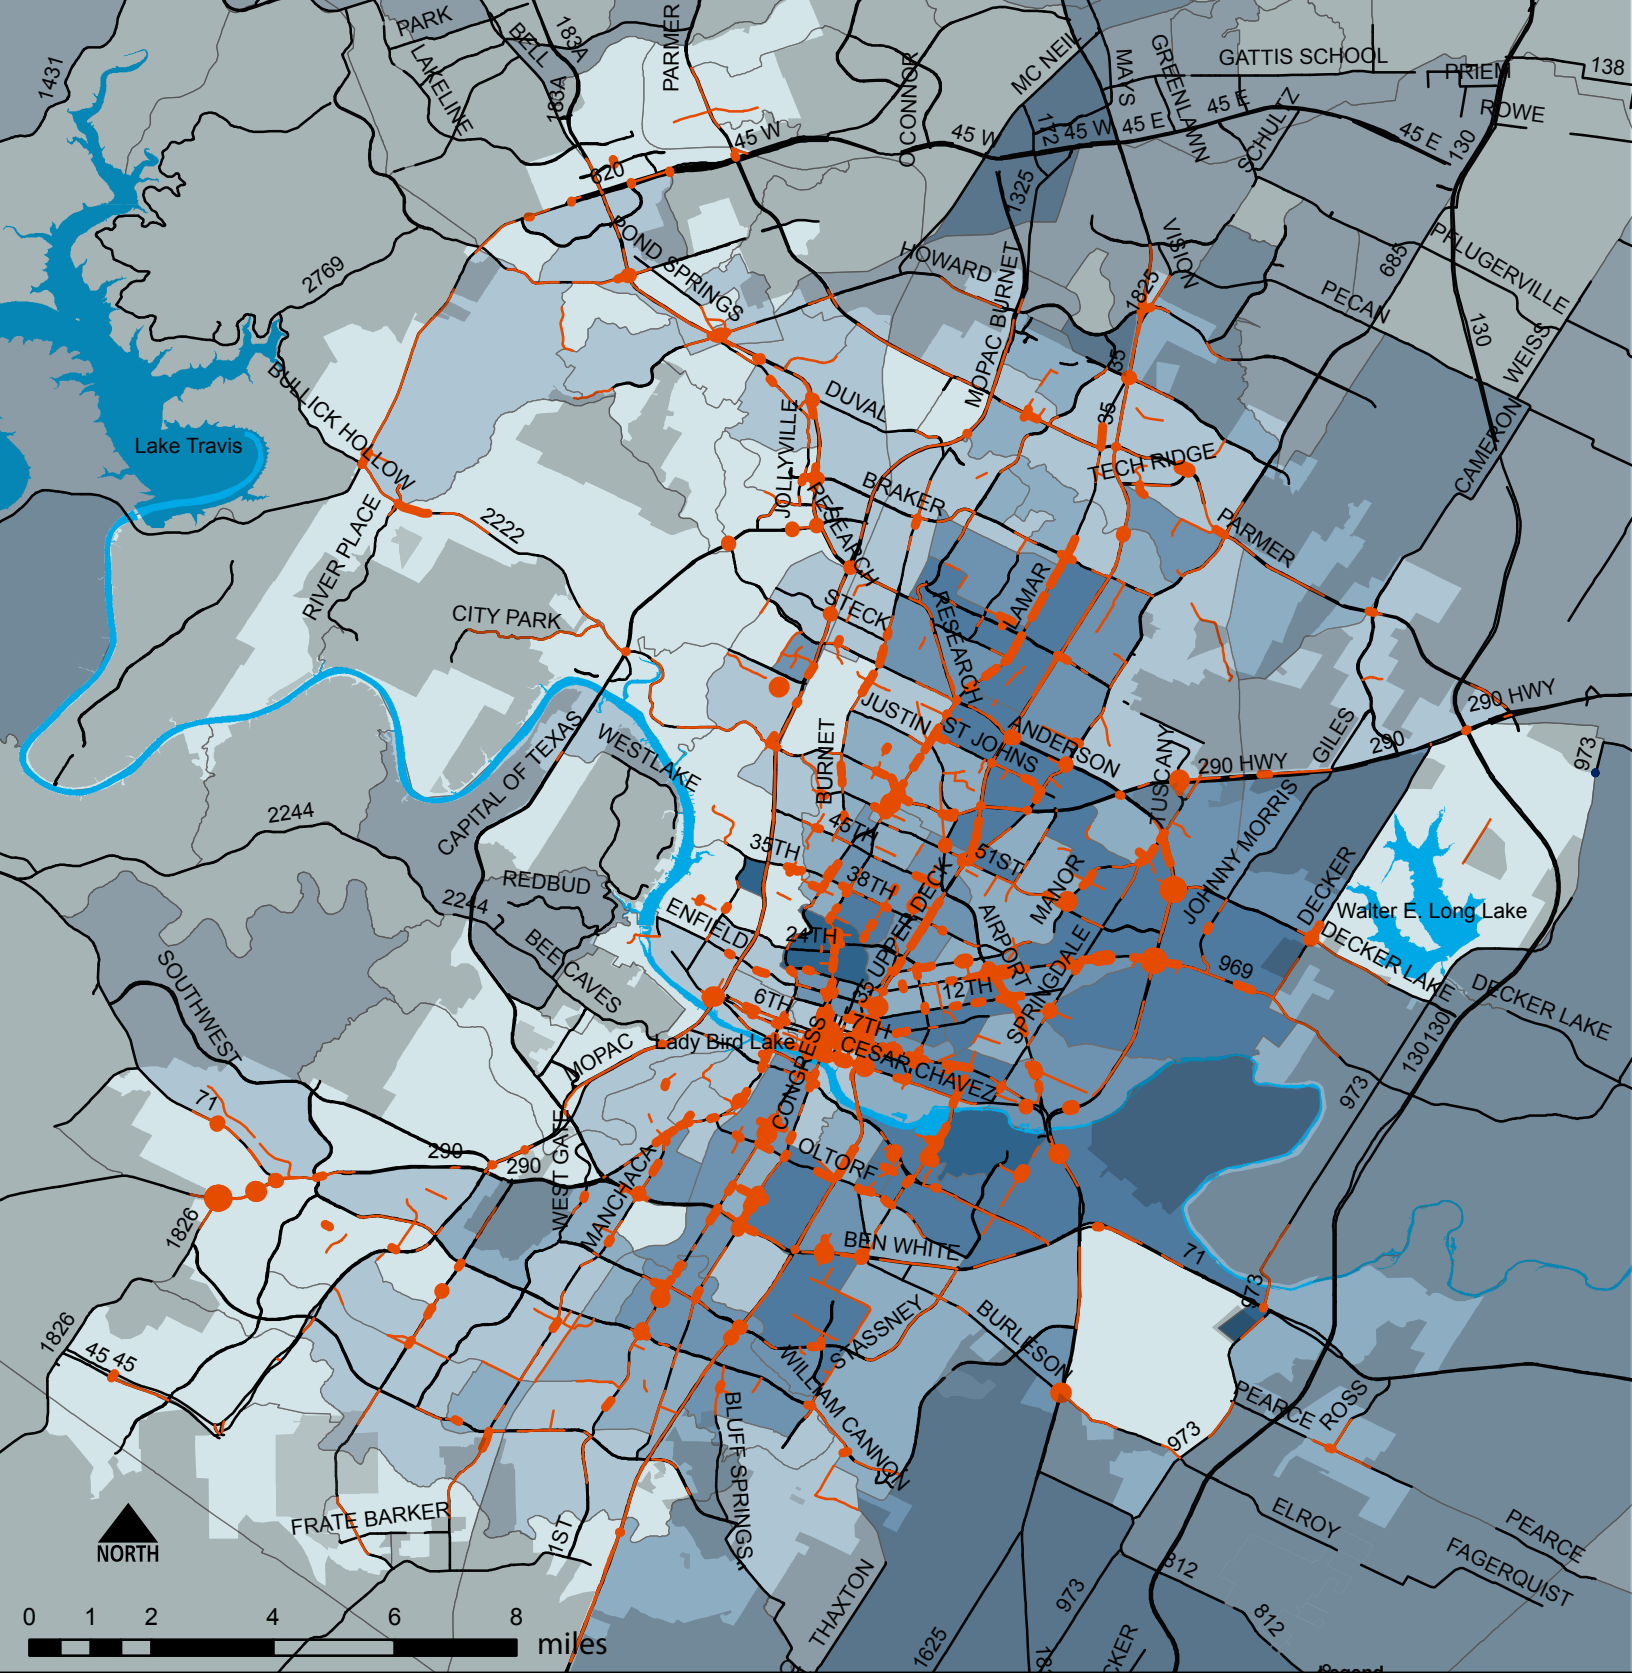 PARK
BELL
183A
PARMER
1431
LAKELINE
183A
O CONNOR
MC NEIL
MAYS
GREENLAWN
GATTIS SCHOOL
PRIEM
138
ROWE
45 W
45 W
172
45 W
45 E
45 E
SCHULTZ
45 E
130
620
1325
POND SPRINGS
2769
HOWARD
VISION
685
PFLUGERVILLE
1825
PECAN
130
WEISS
MOPAC
BURNET
35
BULLICK HOLLOW
Lake Travis
DUVAL
JOLLYVILLE
35
CAMERON
TECH RIDGE
BRAKER
RESEARCH
PARMER
2222
RIVER PLACE
CITY PARK
STECK
RESEARCH
LAMAR
JUSTIN
ST JOHNS
ANDERSON
290 HWY
290
GILES
TUSCANY
290 HWY
973
CAPITAL OF TEXAS
WESTLAKE
BURNET
2244
JOHNNY MORRIS
45TH
35TH
38TH
51ST
MANOR
REDBUD
2244
ENFIELD
24TH
35
UPPER DECK
AIRPORT
SPRINGDALE
DECKER
Walter E. Long Lake
DECKER LAKE
DECKER LAKE
969
BEE CAVES
SOUTHWEST
6TH
12TH
7TH
Lady Bird Lake
CESAR CHAVEZ
MOPAC
CONGRESS
130
130
973
71
290
290
WEST GATE
MANCHACA
OLTORF
1826
BEN WHITE
71
973
1826
45
45
STASSNEY
BURLESON
WILLIAM CANNON
BLUFF SPRINGS
PEARCE
ROSS
973
NORTH
FRATE BARKER
1ST
ELROY
PEARCE
FAGERQUIST
812
812
973
THAXTON
1625
0 1 2 4 6 8
miles